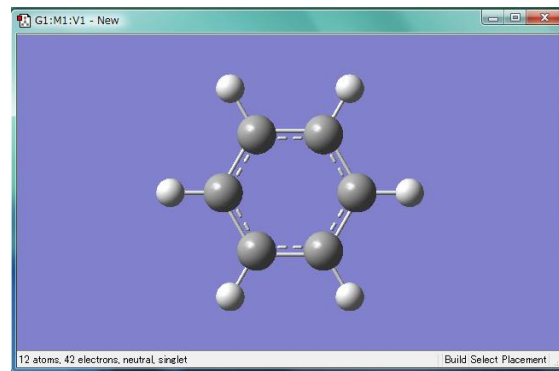 G1:M1:V1 - New
12 atoms, 42 electrons, neutral, singlet
Build Select Placement